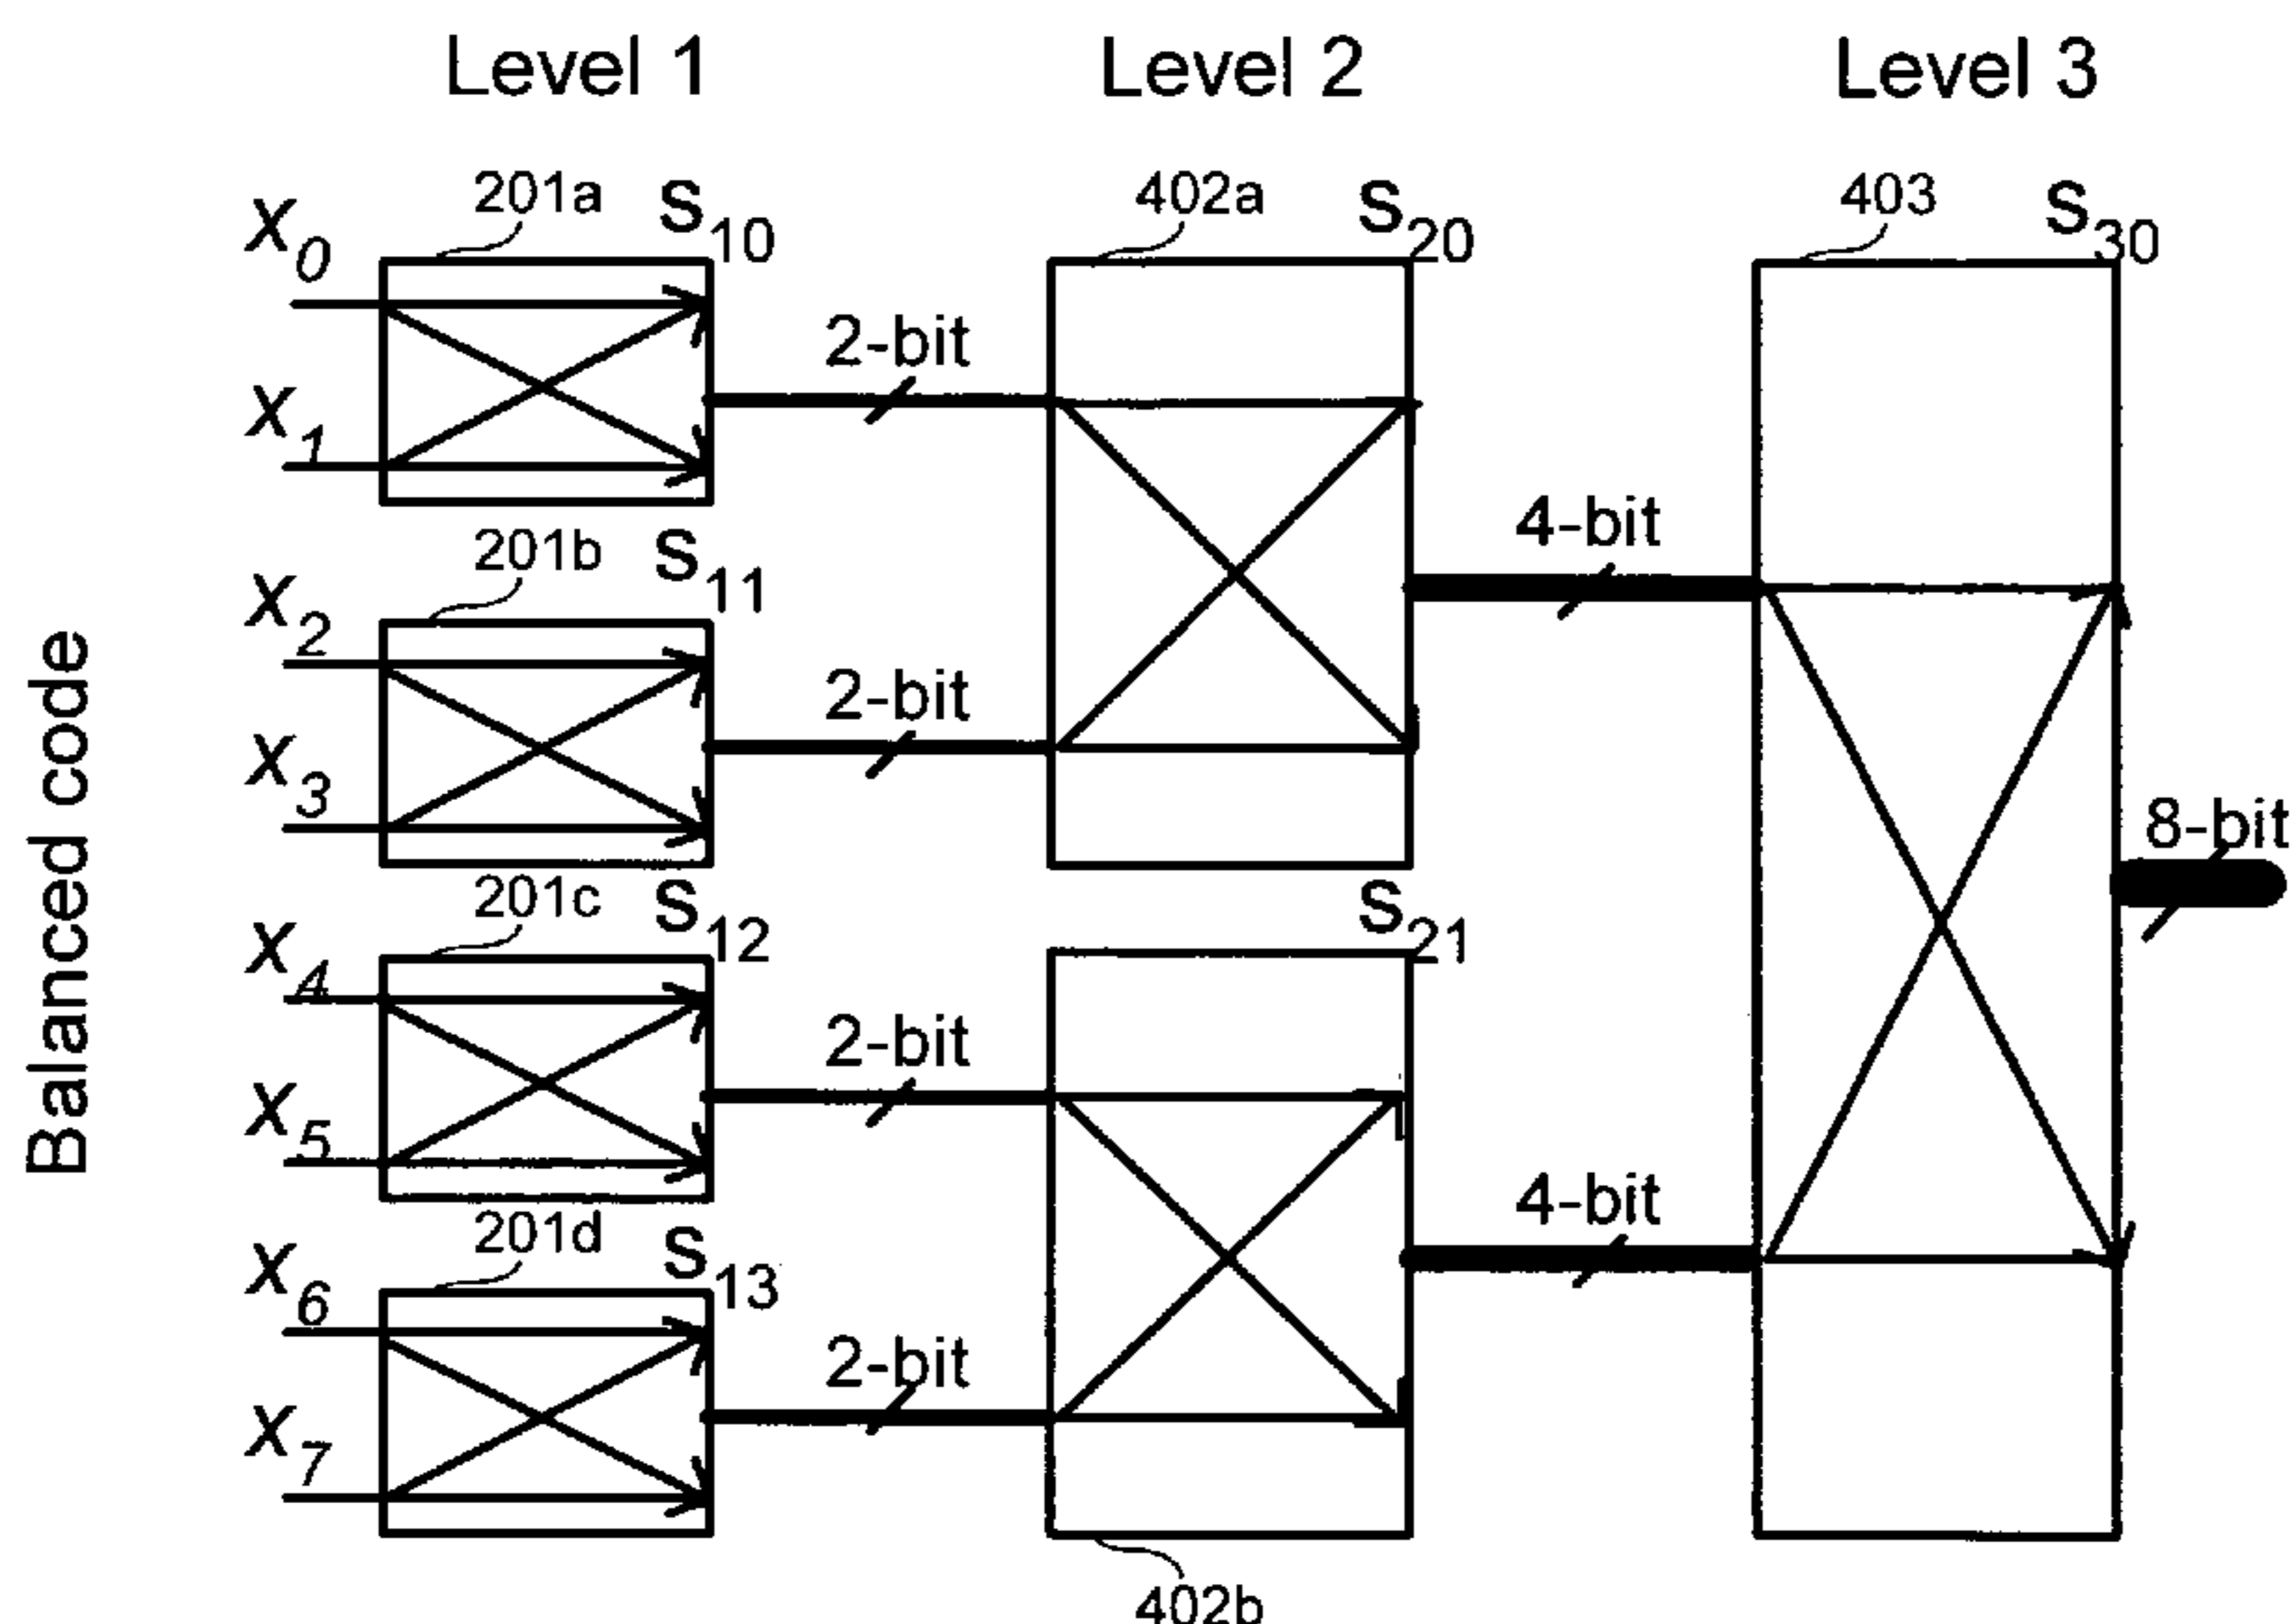 Level 1
Level 2
Level 3
Balanced code
x0
201a
S10
2-bit
402a
S20
403
S30
x1
x2
201b
S11
4-bit
x3
2-bit
8-bit
x4
201c
S12
S21
2-bit
x5
x6
201d
S13
4-bit
x7
2-bit
402b